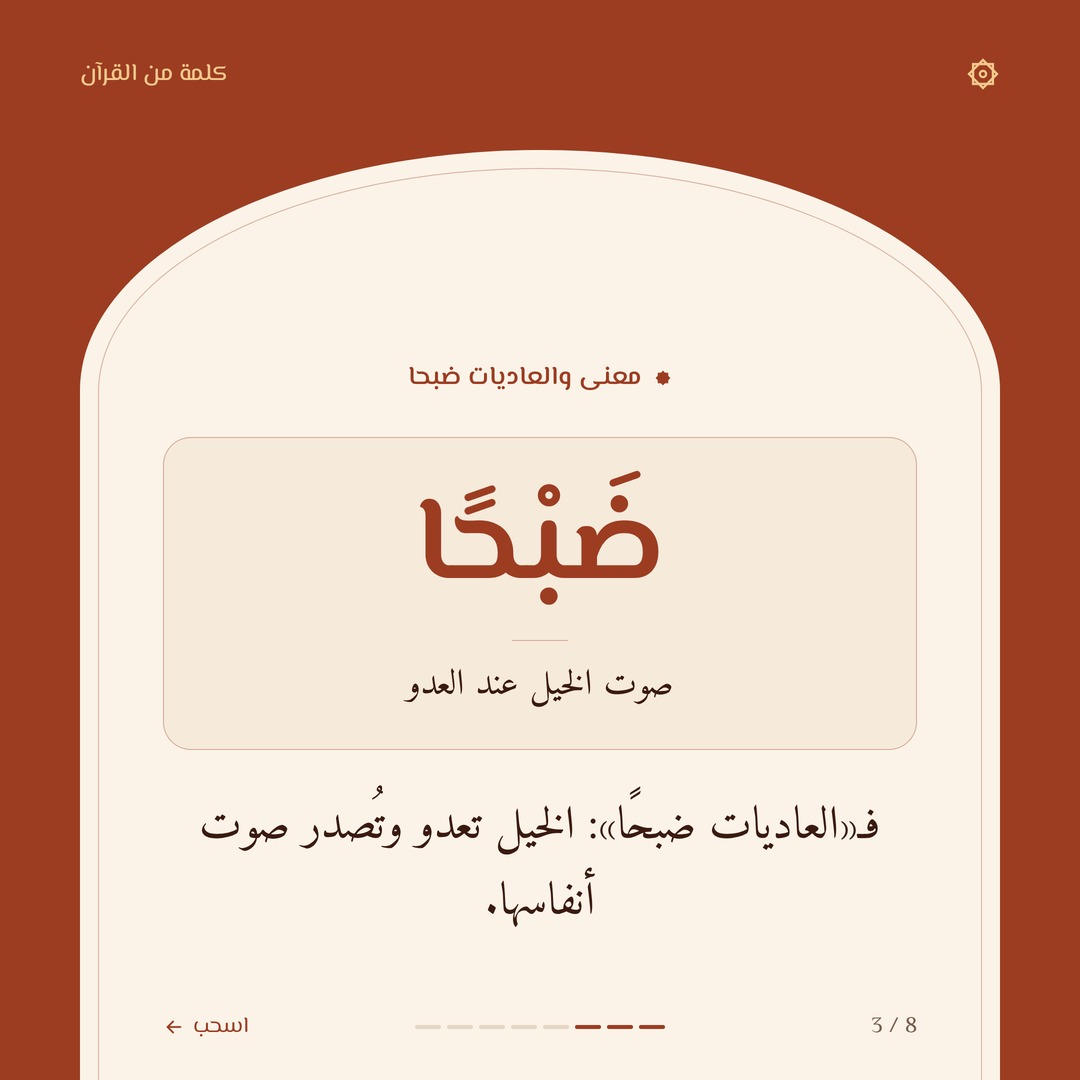 كلمة من القرآن
معنى والعاديات ضبحا
ضَبْحًا
صوت الخيل عند العدو
فـ«العاديات ضبحًا»: الخيل تعدو وتُصدر صوت
أنفاسها.
3 / 8
اسحب ←